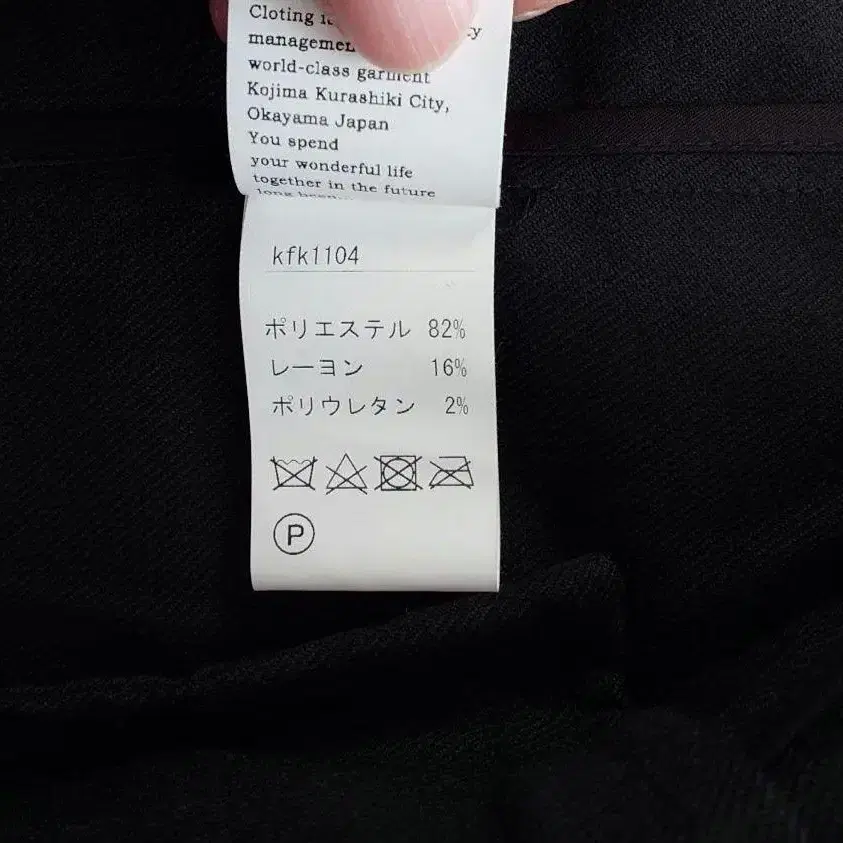 Cloting
world-class garment
Kojima Kurashiki City,
Okayama Japan
You spend
your wonderful life
together in the future
long
kfk1104
ポリエステル 82%
レーヨン 16%
ポリウレタン 2%
P